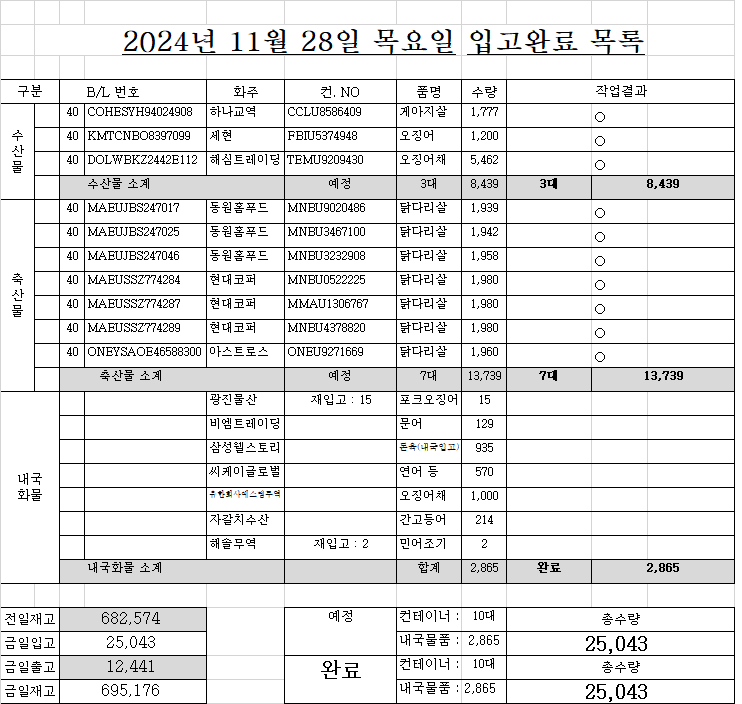 2024년 11월 28일 목요일 입고완료 목록
구분 B/L 번호 화주 컨. NO 품명 수량 작업결과
수산물
40 COHESYH94024908 하나교역 CCLU8586409 게아지살 1,777 ○
40 KMTCNBO8397099 제현 FBIU5374948 오징어 1,200 ○
40 DOLWBKZ2442E112 해심트레이딩 TEMU9209430 오징어채 5,462 ○
수산물 소계 예정 3대 8,439 3대 8,439
축산물
40 MAEUJBS247017 동원홈푸드 MNBU9020486 닭다리살 1,939 ○
40 MAEUJBS247025 동원홈푸드 MNBU3467100 닭다리살 1,942 ○
40 MAEUJBS247046 동원홈푸드 MNBU3232908 닭다리살 1,958 ○
40 MAEUSSZ774284 현대코퍼 MNBU0522225 닭다리살 1,980 ○
40 MAEUSSZ774287 현대코퍼 MMAU1306767 닭다리살 1,980 ○
40 MAEUSSZ774289 현대코퍼 MNBU4378820 닭다리살 1,980 ○
40 ONEYSAOE46588300 아스트로스 ONEU9271669 닭다리살 1,960 ○
축산물 소계 예정 7대 13,739 7대 13,739
내국화물
광진물산 재입고 : 15 포크오징어 15
비엠트레이딩 문어 129
삼성웰스토리 돈육(내국입고) 935
씨케이글로벌 연어 등 570
오징어채 1,000
자갈치수산 간고등어 214
해솔무역 재입고 : 2 민어조기 2
내국화물 소계 합계 2,865 완료 2,865
전일재고 682,574 예정 컨테이너 : 10대 총수량
금일입고 25,043 내국물품 : 2,865 25,043
금일출고 12,441 완료 컨테이너 : 10대 총수량
금일재고 695,176 내국물품 : 2,865 25,043